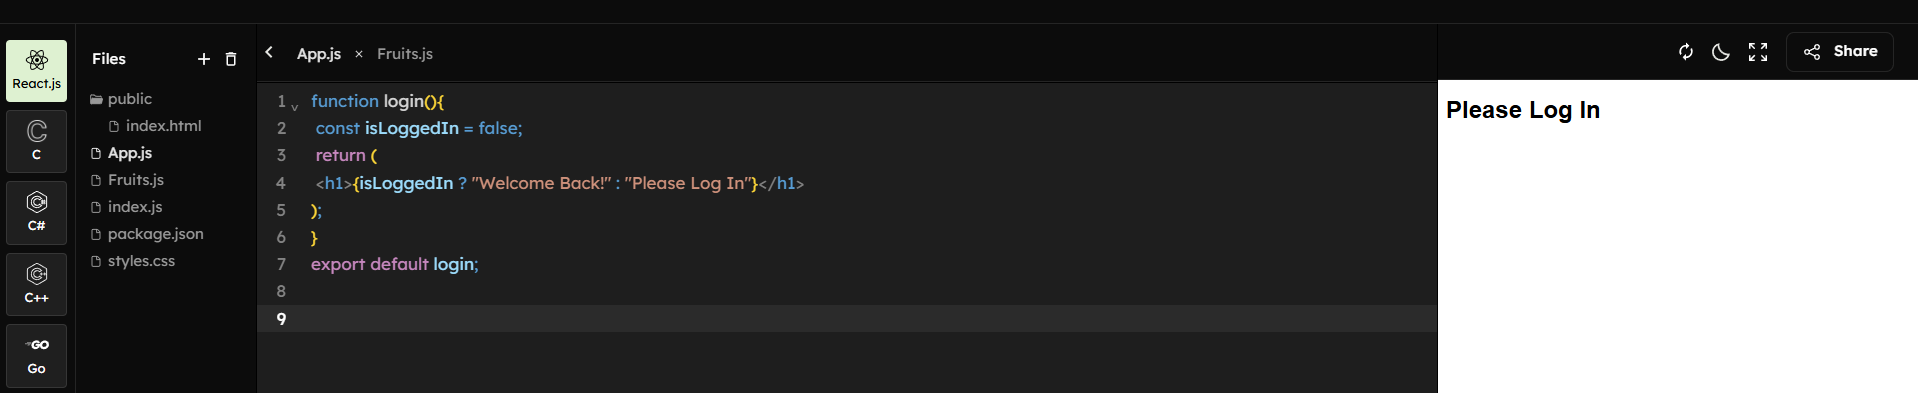 React.js
C
C#
C++
GO
Go
Files
public
index.html
App.js
Fruits.js
index.js
package.json
styles.css
App.js × Fruits.js
1 function login(){
2 const isLoggedIn = false;
3 return (
4 <h1>{isLoggedIn ? "Welcome Back!" : "Please Log In"}</h1>
5 );
6 }
7 export default login;
8
9
Share
Please Log In